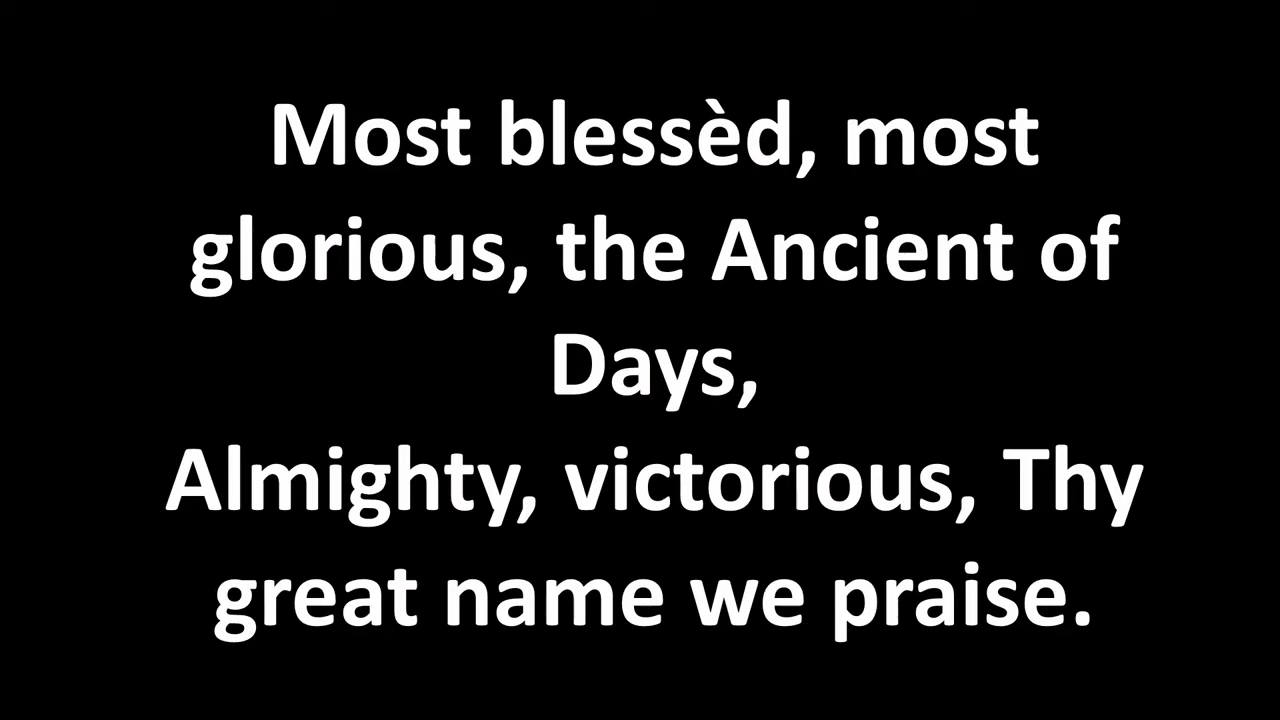 Most blessèd, most
glorious, the Ancient of
Days,
Almighty, victorious, Thy
great name we praise.